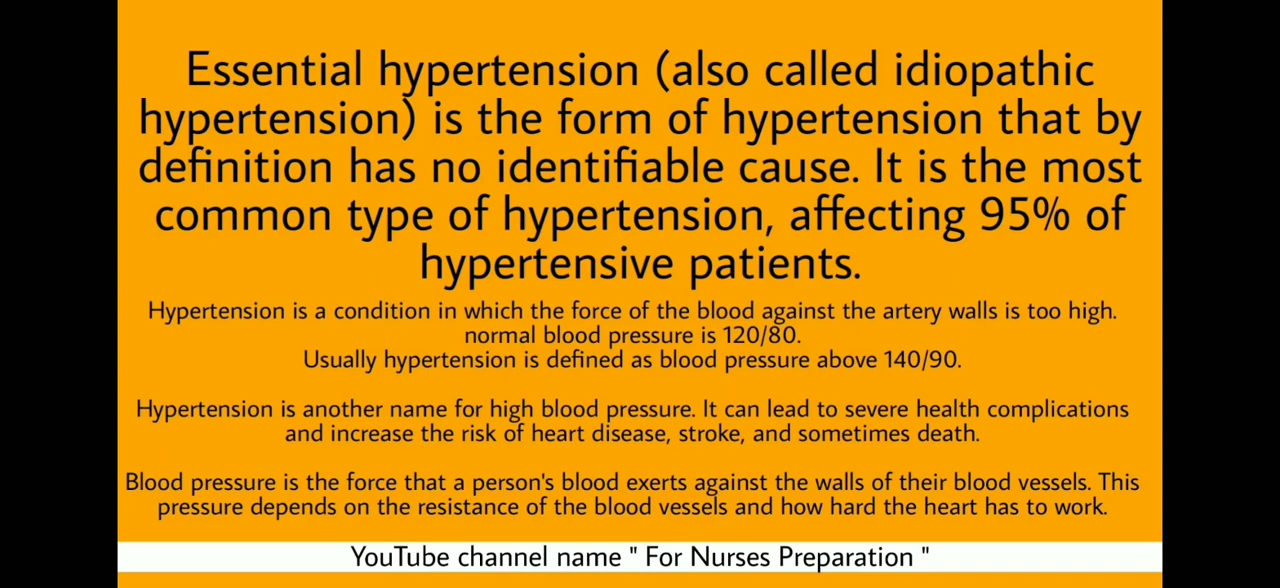 Essential hypertension (also called idiopathic
hypertension) is the form of hypertension that by
definition has no identifiable cause. It is the most
common type of hypertension, affecting 95% of
hypertensive patients.
Hypertension is a condition in which the force of the blood against the artery walls is too high.
normal blood pressure is 120/80.
Usually hypertension is defined as blood pressure above 140/90.
Hypertension is another name for high blood pressure. It can lead to severe health complications
and increase the risk of heart disease, stroke, and sometimes death.
Blood pressure is the force that a person's blood exerts against the walls of their blood vessels. This
pressure depends on the resistance of the blood vessels and how hard the heart has to work.
YouTube channel name " For Nurses Preparation "